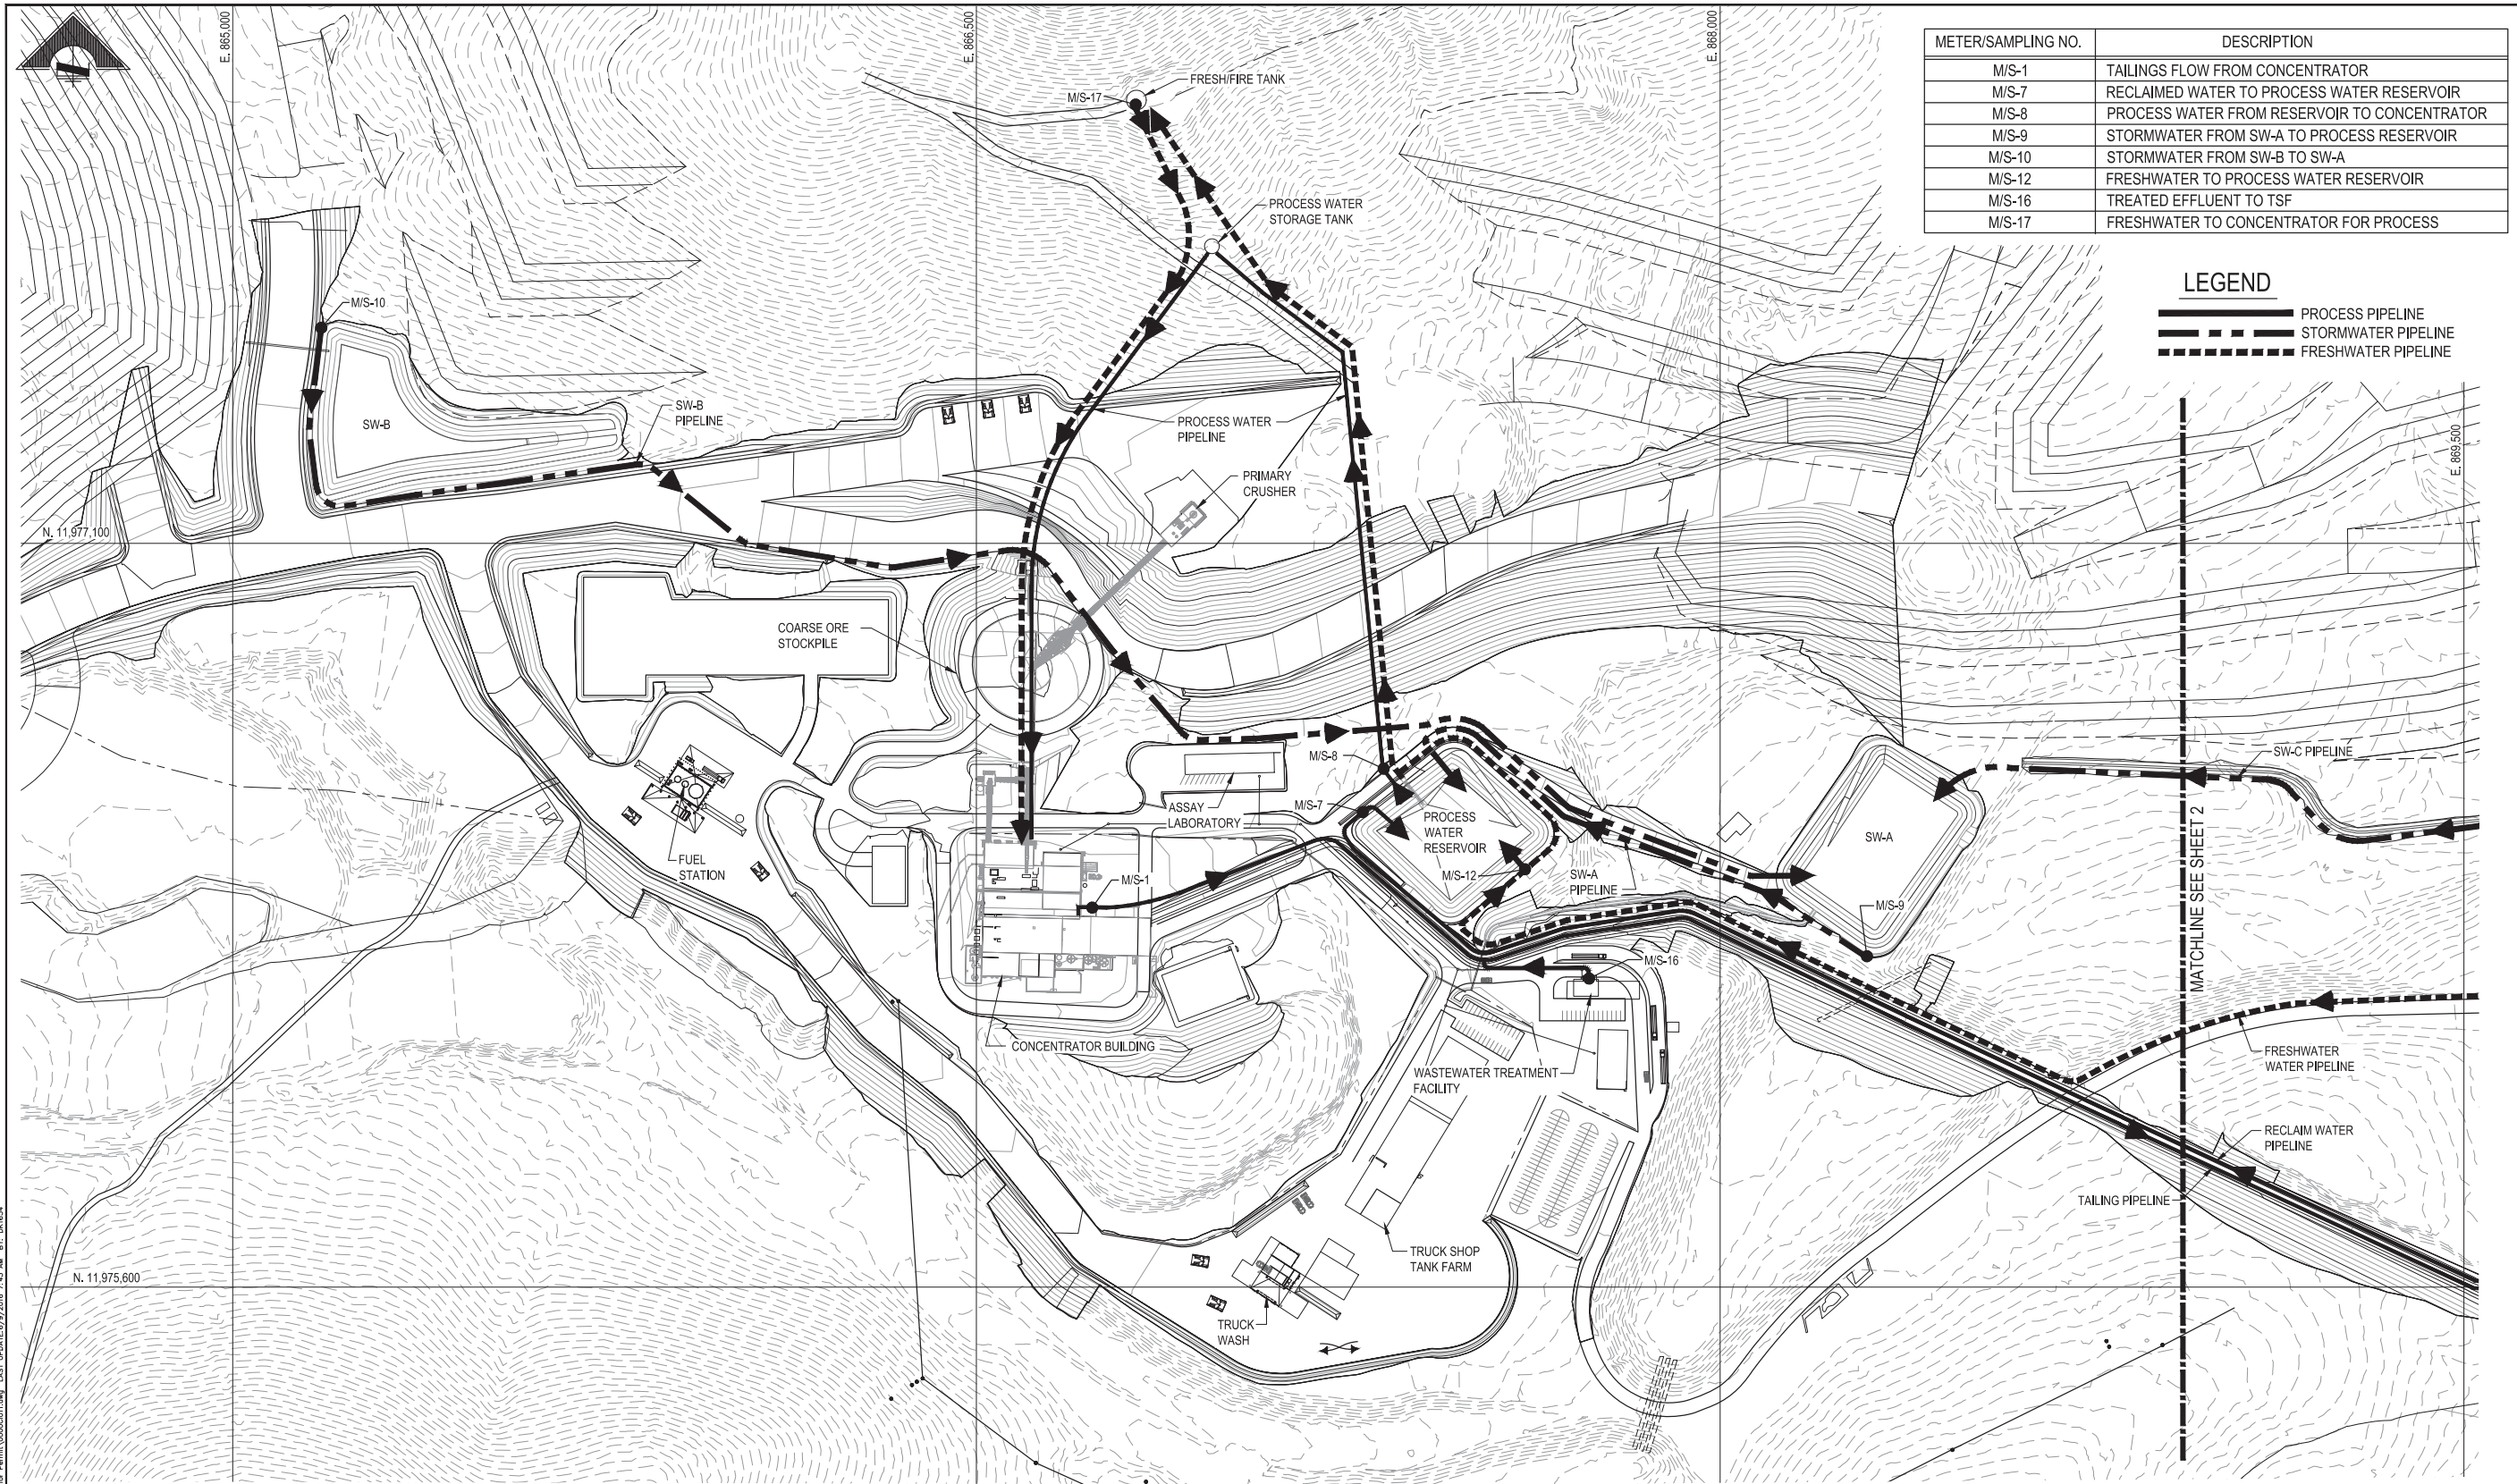 E. 865,000
E. 866,500
E. 868,000
METER/SAMPLING NO. DESCRIPTION
M/S-1 TAILINGS FLOW FROM CONCENTRATOR
M/S-7 RECLAIMED WATER TO PROCESS WATER RESERVOIR
M/S-8 PROCESS WATER FROM RESERVOIR TO CONCENTRATOR
M/S-9 STORMWATER FROM SW-A TO PROCESS RESERVOIR
M/S-10 STORMWATER FROM SW-B TO SW-A
M/S-12 FRESHWATER TO PROCESS WATER RESERVOIR
M/S-16 TREATED EFFLUENT TO TSF
M/S-17 FRESHWATER TO CONCENTRATOR FOR PROCESS
LEGEND
PROCESS PIPELINE
STORMWATER PIPELINE
FRESHWATER PIPELINE
FRESH/FIRE TANK
M/S-17
PROCESS WATER
STORAGE TANK
M/S-10
SW-B
SW-B
PIPELINE
PROCESS WATER
PIPELINE
PRIMARY
CRUSHER
E. 869,500
N. 11,977,100
COARSE ORE
STOCKPILE
M/S-8
SW-C PIPELINE
M/S-7
ASSAY
LABORATORY
PROCESS
WATER
RESERVOIR
SW-A
FUEL
STATION
M/S-1
M/S-12
SW-A
PIPELINE
M/S-9
MATCHLINE SEE SHEET 2
M/S-16
CONCENTRATOR BUILDING
WASTEWATER TREATMENT
FACILITY
FRESHWATER
WATER PIPELINE
RECLAIM WATER
PIPELINE
TAILING PIPELINE
TRUCK SHOP
TANK FARM
N. 11,975,600
TRUCK
WASH